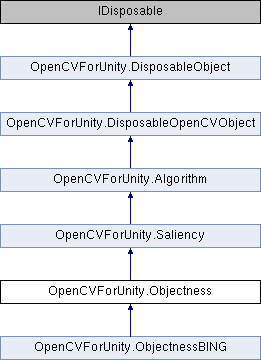 IDisposable
OpenCVForUnity.DisposableObject
OpenCVForUnity.DisposableOpenCVObject
OpenCVForUnity.Algorithm
OpenCVForUnity.Saliency
OpenCVForUnity.Objectness
OpenCVForUnity.ObjectnessBING